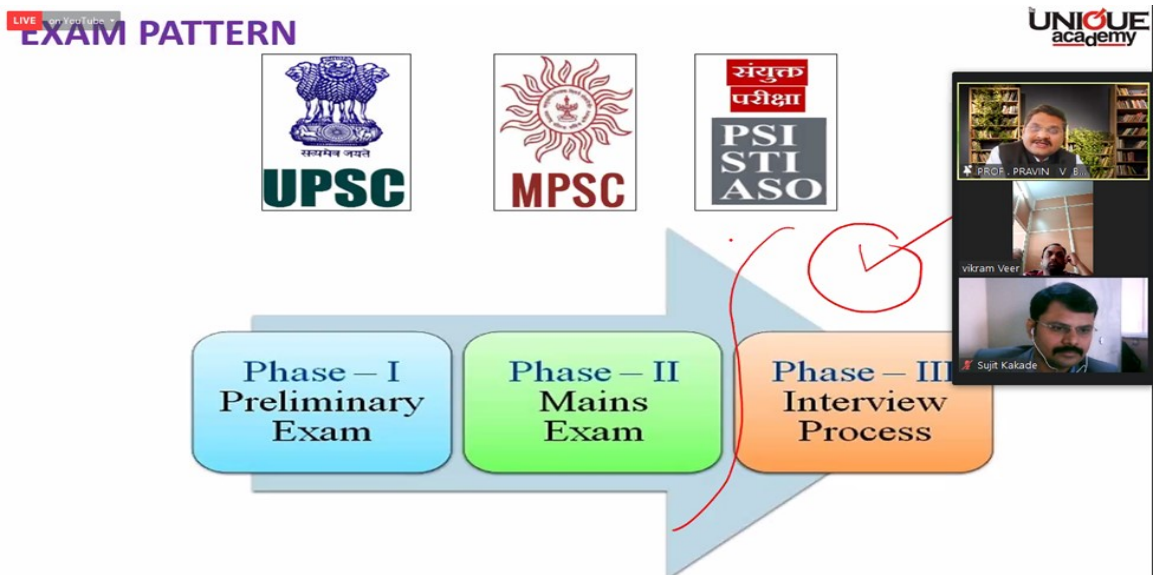 LIVE on YouTube
EXAM PATTERN
The
UNIQUE
academy
सत्यमेव जयते
UPSC
MPSC
संयुक्त
परीक्षा
PSI
STI
ASO
PROF. PRAVIN V B...
vikram Veer
Sujit Kakade
Phase – I
Preliminary
Exam
Phase – II
Mains
Exam
Phase – III
Interview
Process